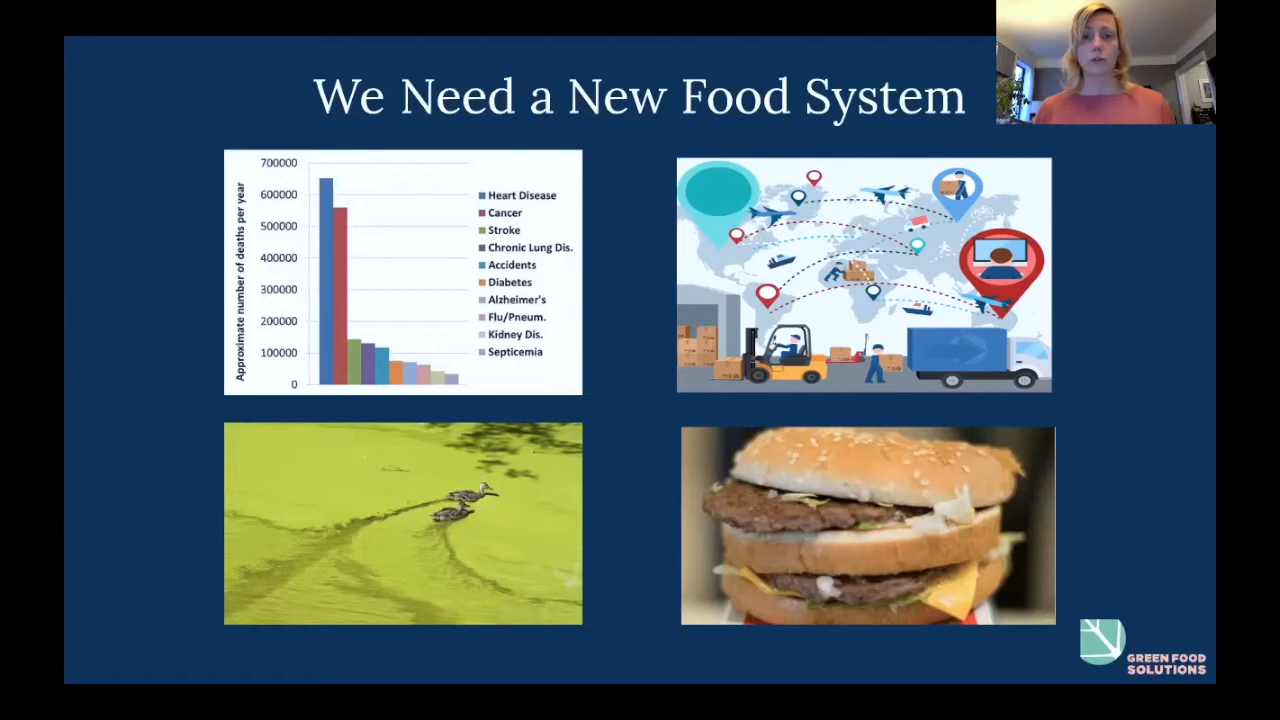 We Need a New Food System
700000
600000
500000
400000
300000
200000
100000
0
Approximate number of deaths per year
Heart Disease
Cancer
Stroke
Chronic Lung Dis.
Accidents
Diabetes
Alzheimer's
Flu/Pneum.
Kidney Dis.
Septicemia
GREEN FOOD
SOLUTIONS